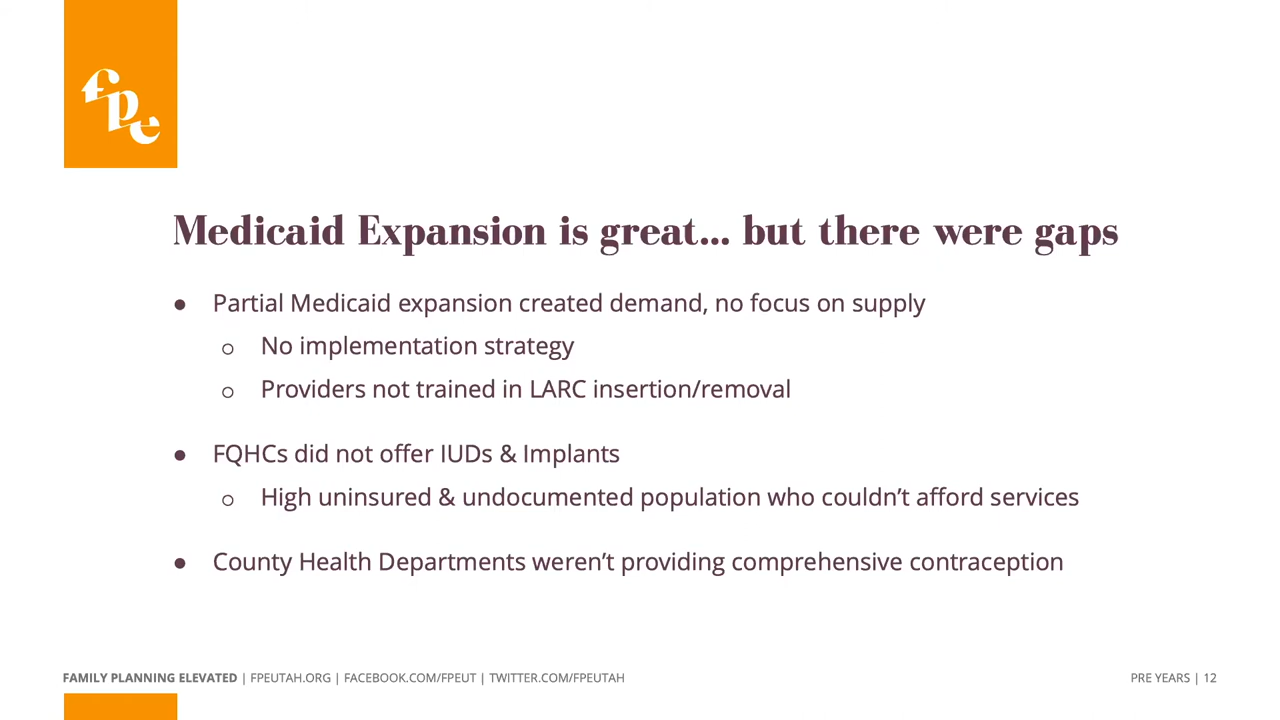 fpe
Medicaid Expansion is great... but there were gaps
● Partial Medicaid expansion created demand, no focus on supply
○ No implementation strategy
○ Providers not trained in LARC insertion/removal
● FQHCs did not offer IUDs & Implants
○ High uninsured & undocumented population who couldn’t afford services
● County Health Departments weren’t providing comprehensive contraception
FAMILY PLANNING ELEVATED | FPEUTAH.ORG | FACEBOOK.COM/FPEUT | TWITTER.COM/FPEUTAH
PRE YEARS | 12